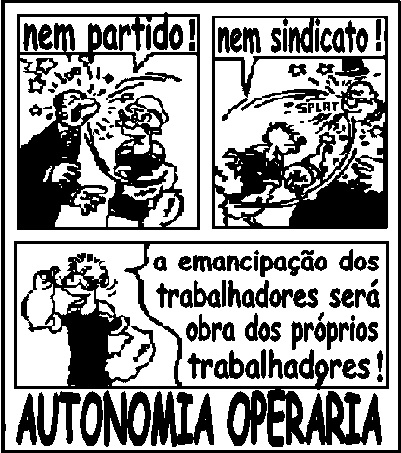 nem partido!
nem sindicato!
SPLAT
a emancipação dos
trabalhadores será
obra dos próprios
trabalhadores!
AUTONOMIA OPERÁRIA